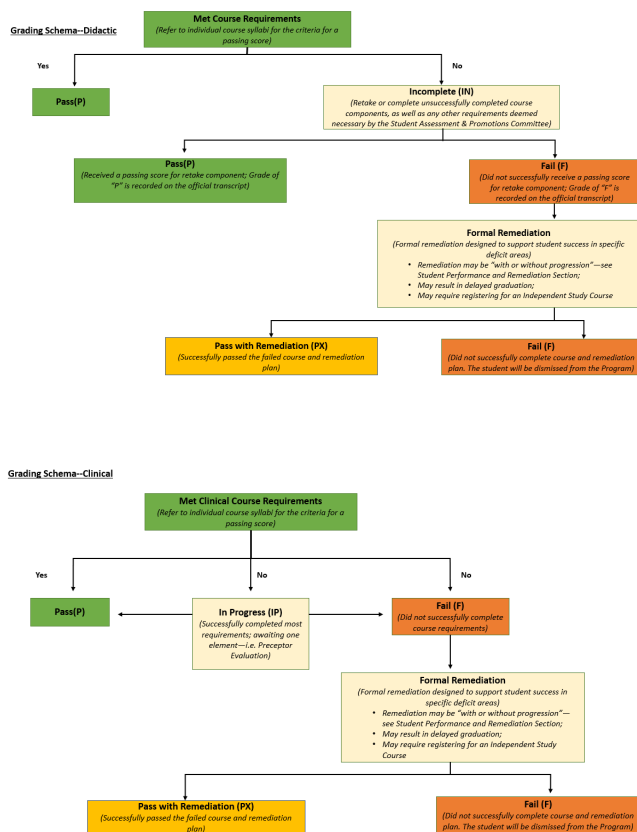 Grading Schema--Didactic
Met Course Requirements
(Refer to individual course syllabi for the criteria for a
passing score)
Yes
No
Pass(P)
Incomplete (IN)
(Retake or complete unsuccessfully completed course
components, as well as any other requirements deemed
necessary by the Student Assessment & Promotions Committee)
Pass(P)
(Received a passing score for retake component; Grade of
"P" is recorded on the official transcript)
Fail (F)
(Did not successfully receive a passing score
for retake component; Grade of "F" is
recorded on the official transcript)
Formal Remediation
(Formal remediation designed to support student success in specific
deficit areas)
• Remediation may be "with or without progression"—see
Student Performance and Remediation Section;
• May result in delayed graduation;
• May require registering for an Independent Study Course
Pass with Remediation (PX)
(Successfully passed the failed course and remediation
plan)
Fail (F)
(Did not successfully complete course and remediation
plan. The student will be dismissed from the Program)
Grading Schema--Clinical
Met Clinical Course Requirements
(Refer to individual course syllabi for the criteria for a
passing score)
Yes
No
No
Pass(P)
In Progress (IP)
(Successfully completed most
requirements; awaiting one
element—i.e. Preceptor
Evaluation)
Fail (F)
(Did not successfully complete
course requirements)
Formal Remediation
(Formal remediation designed to support student success in
specific deficit areas)
• Remediation may be "with or without progression"—
see Student Performance and Remediation Section;
• May result in delayed graduation;
• May require registering for an Independent Study
Course
Pass with Remediation (PX)
(Successfully passed the failed course and remediation
plan)
Fail (F)
(Did not successfully complete course and remediation
plan. The student will be dismissed from the Program)